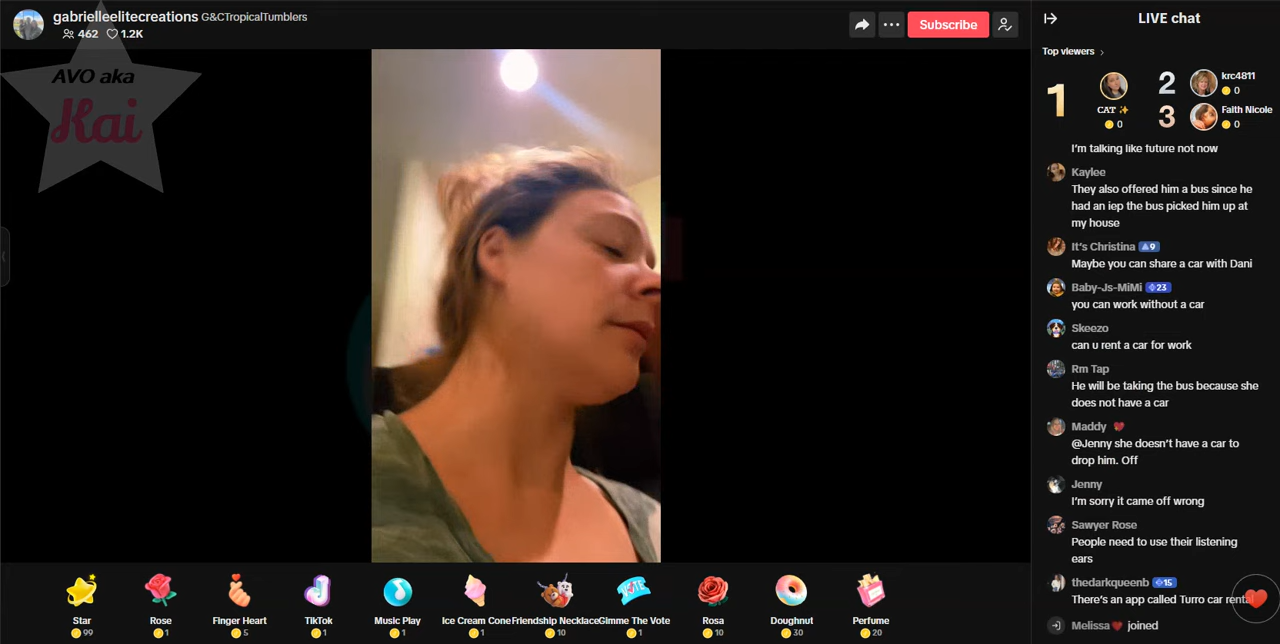 gabrielleelitecreations G&CTropicalTumblers
462 1.2K
Subscribe
AVO aka
Kai
LIVE chat
Top viewers
1
CAT
0
2
krc4811
0
3
Faith Nicole
0
I'm talking like future not now
Kaylee
They also offered him a bus since he
had an iep the bus picked him up at
my house
It's Christina 9
Maybe you can share a car with Dani
Baby-Js-MiMi 23
you can work without a car
Skeezo
can u rent a car for work
Rm Tap
He will be taking the bus because she
does not have a car
Maddy
@Jenny she doesn't have a car to
drop him. Off
Jenny
I'm sorry it came off wrong
Sawyer Rose
People need to use their listening
ears
thedarkqueenb 15
There's an app called Turro car rental
Melissa joined
Star
99
Rose
1
Finger Heart
5
TikTok
1
Music Play
1
Ice Cream Cone
1
Friendship Necklace
10
VOTE
Gimme The Vote
1
Rosa
10
Doughnut
30
Perfume
20